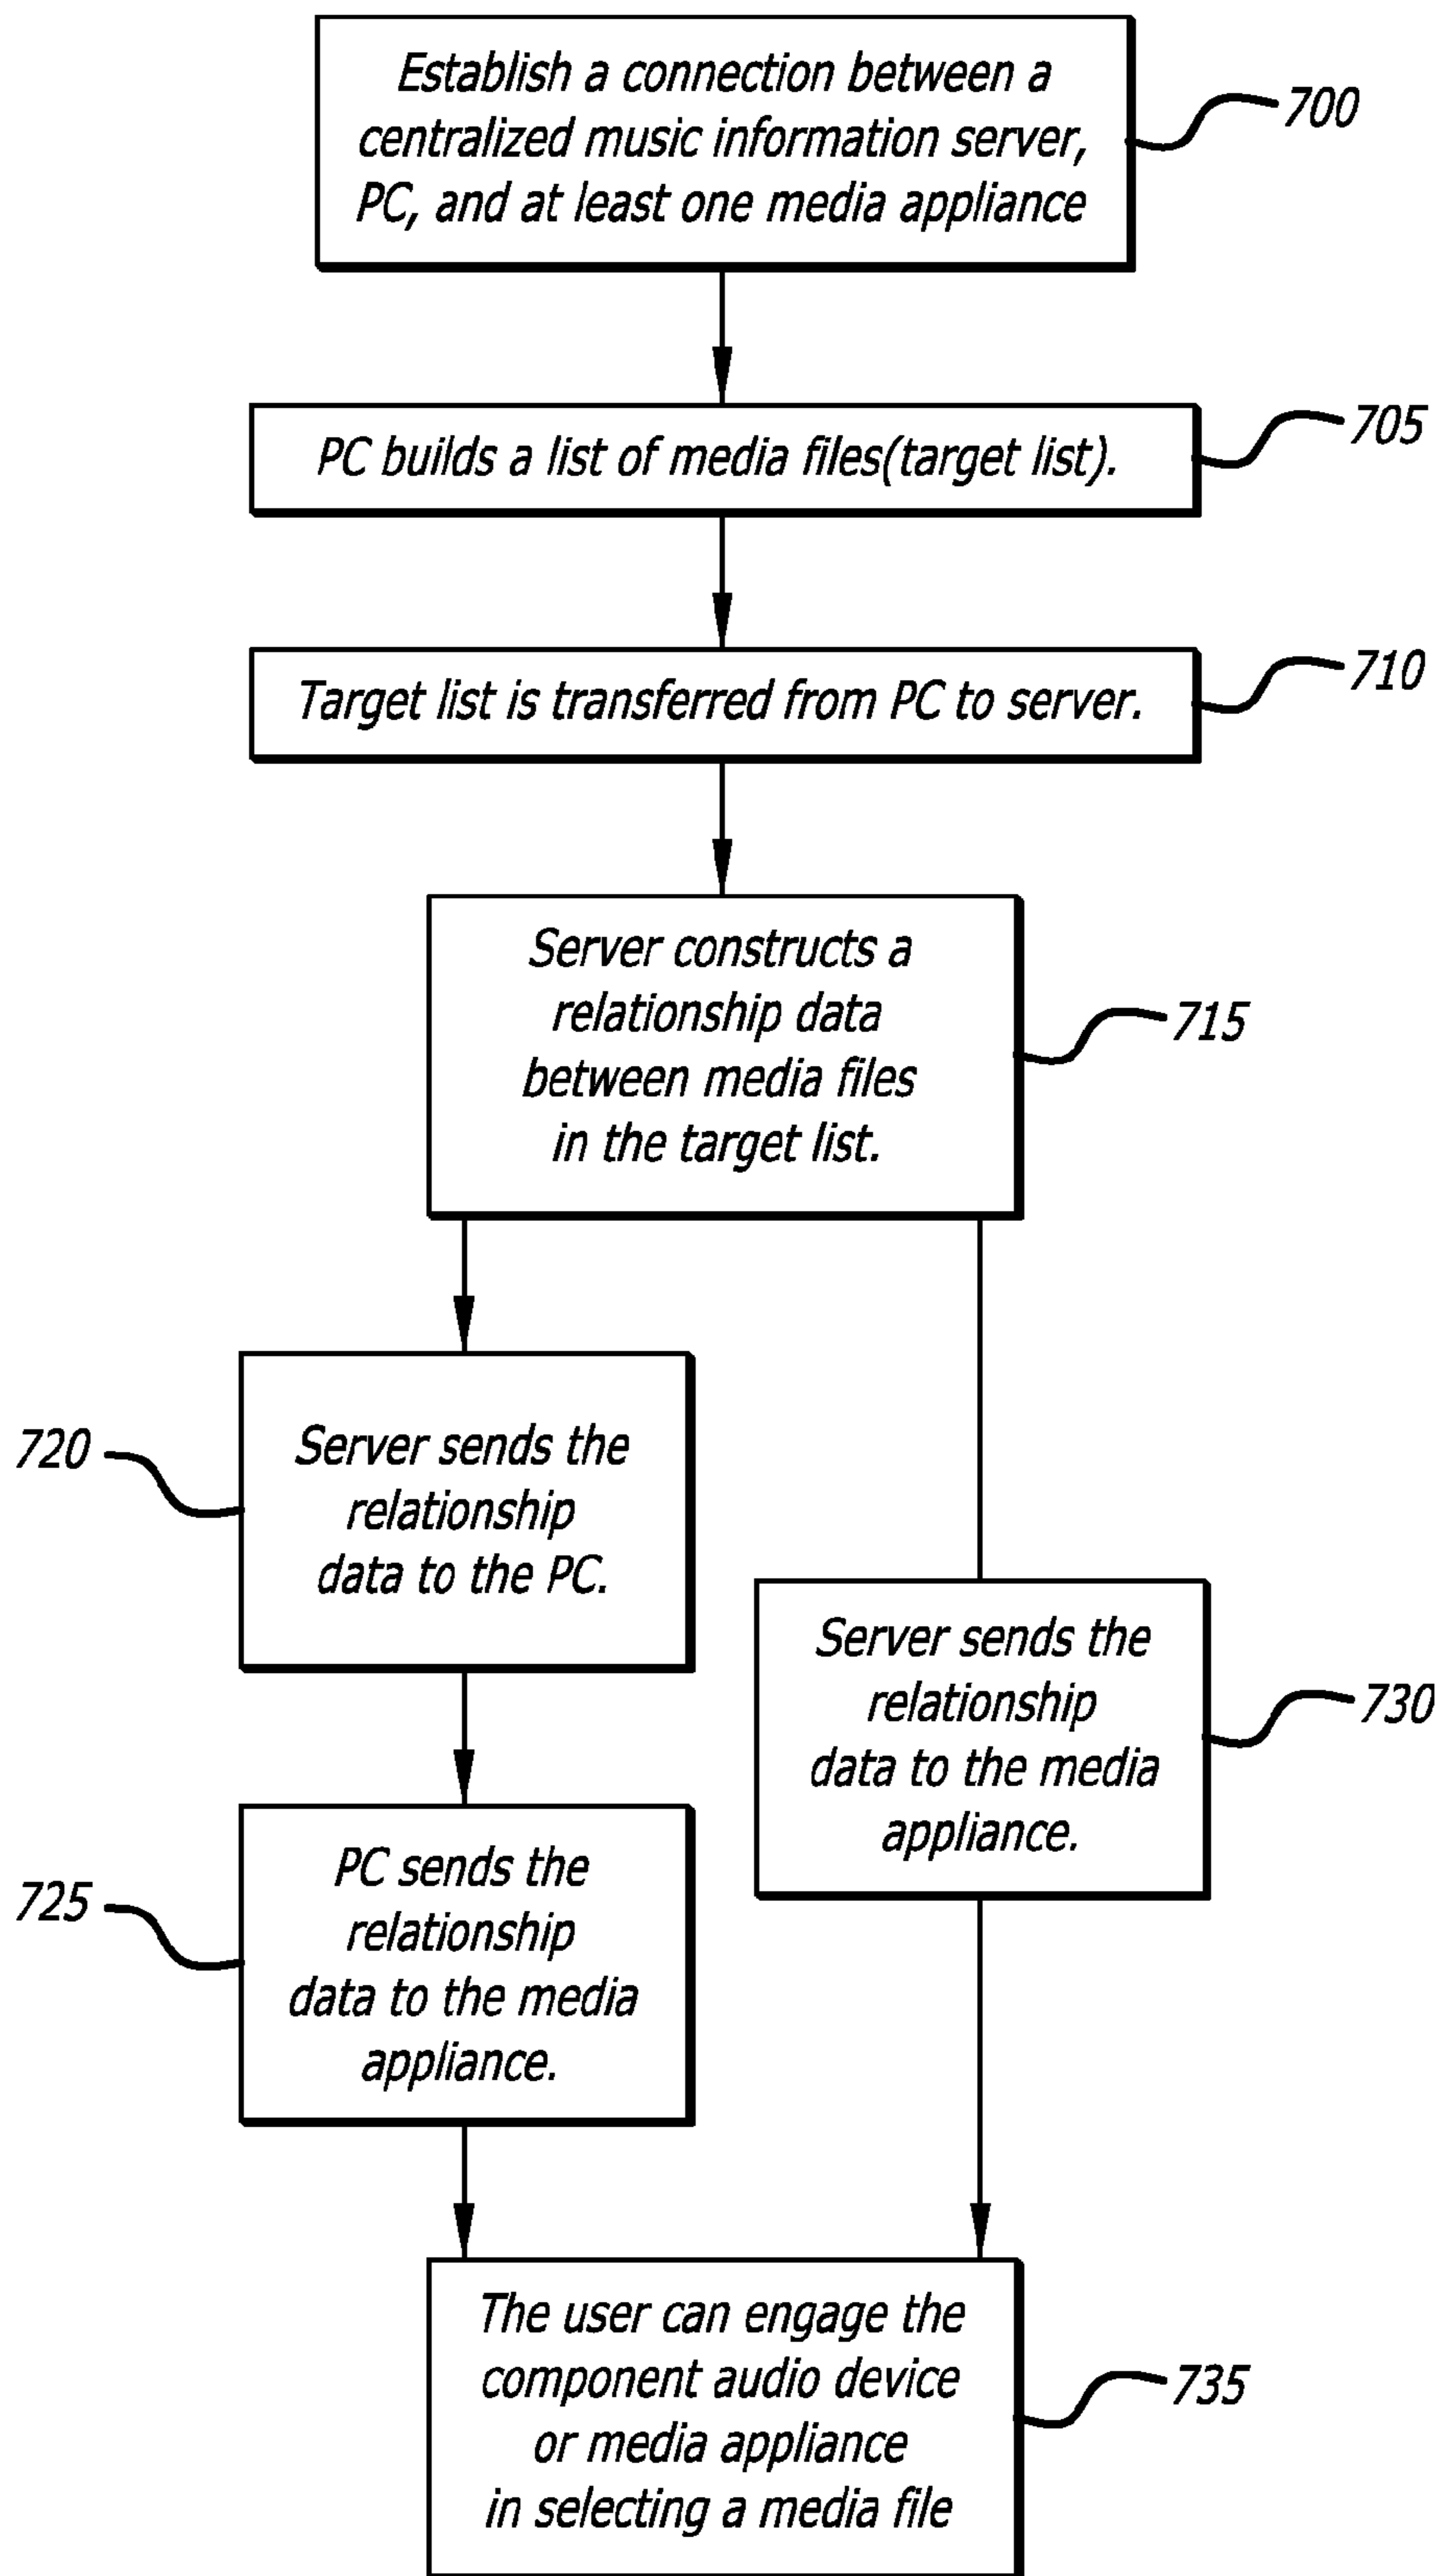 Establish a connection between a
centralized music information server,
PC, and at least one media appliance
700
PC builds a list of media files(target list).
705
Target list is transferred from PC to server.
710
Server constructs a
relationship data
between media files
in the target list.
715
720
Server sends the
relationship
data to the PC.
Server sends the
relationship
data to the media
appliance.
730
725
PC sends the
relationship
data to the media
appliance.
The user can engage the
component audio device
or media appliance
in selecting a media file
735